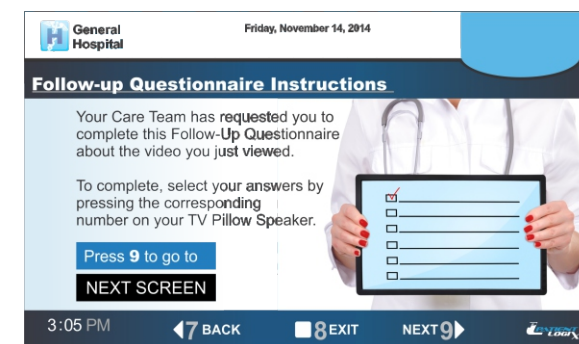 H General
Hospital
Friday, November 14, 2014
Follow-up Questionnaire Instructions
Your Care Team has requested you to
complete this Follow-Up Questionnaire
about the video you just viewed.
To complete, select your answers by
pressing the corresponding
number on your TV Pillow Speaker.
Press 9 to go to
NEXT SCREEN
3:05 PM
7 BACK
8 EXIT
NEXT 9
PATIENT
LOGIX